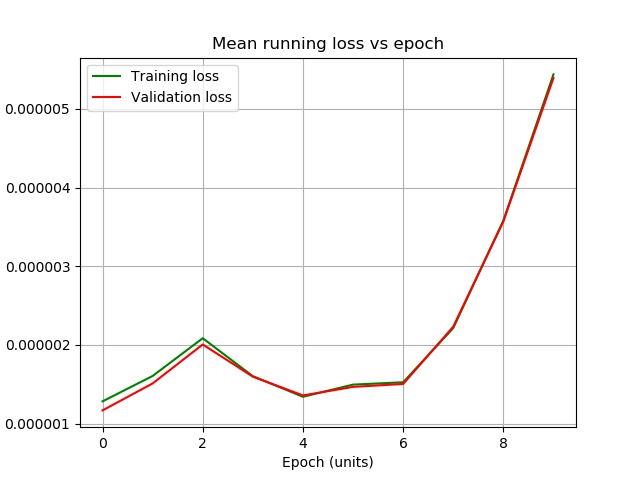 Mean running loss vs epoch
Training loss
Validation loss
0.000005
0.000004
0.000003
0.000002
0.000001
0 2 4 6 8
Epoch (units)